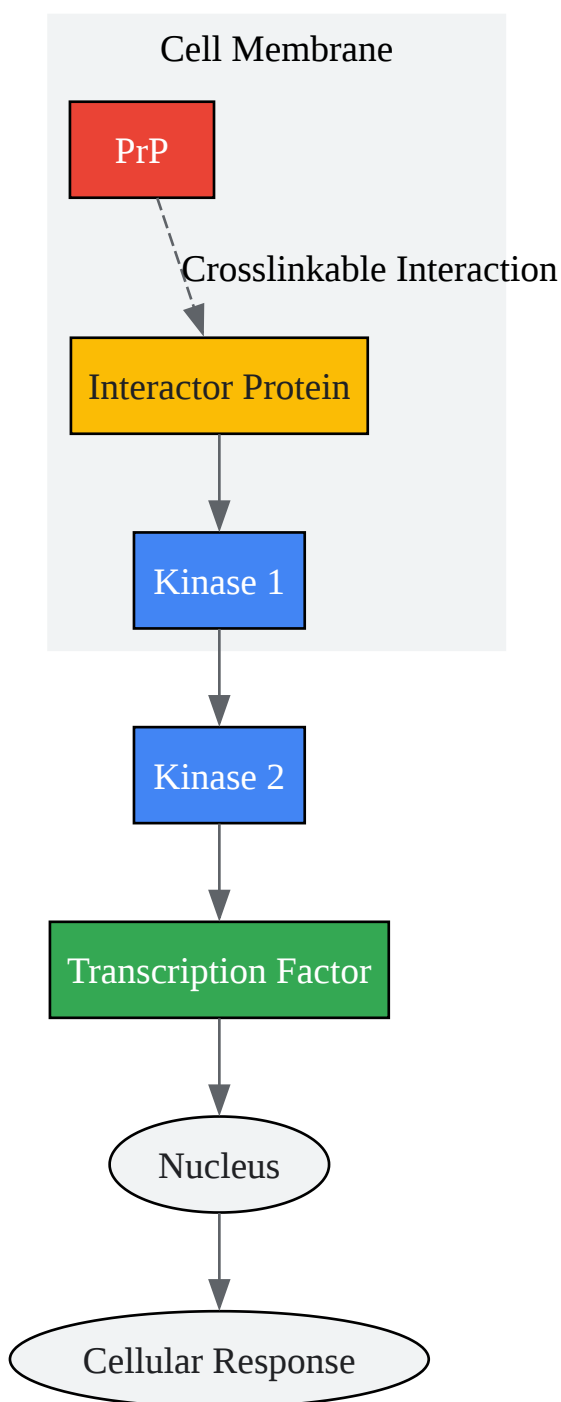 Cell Membrane
PrP
Crosslinkable Interaction
Interactor Protein
Kinase 1
Kinase 2
Transcription Factor
Nucleus
Cellular Response